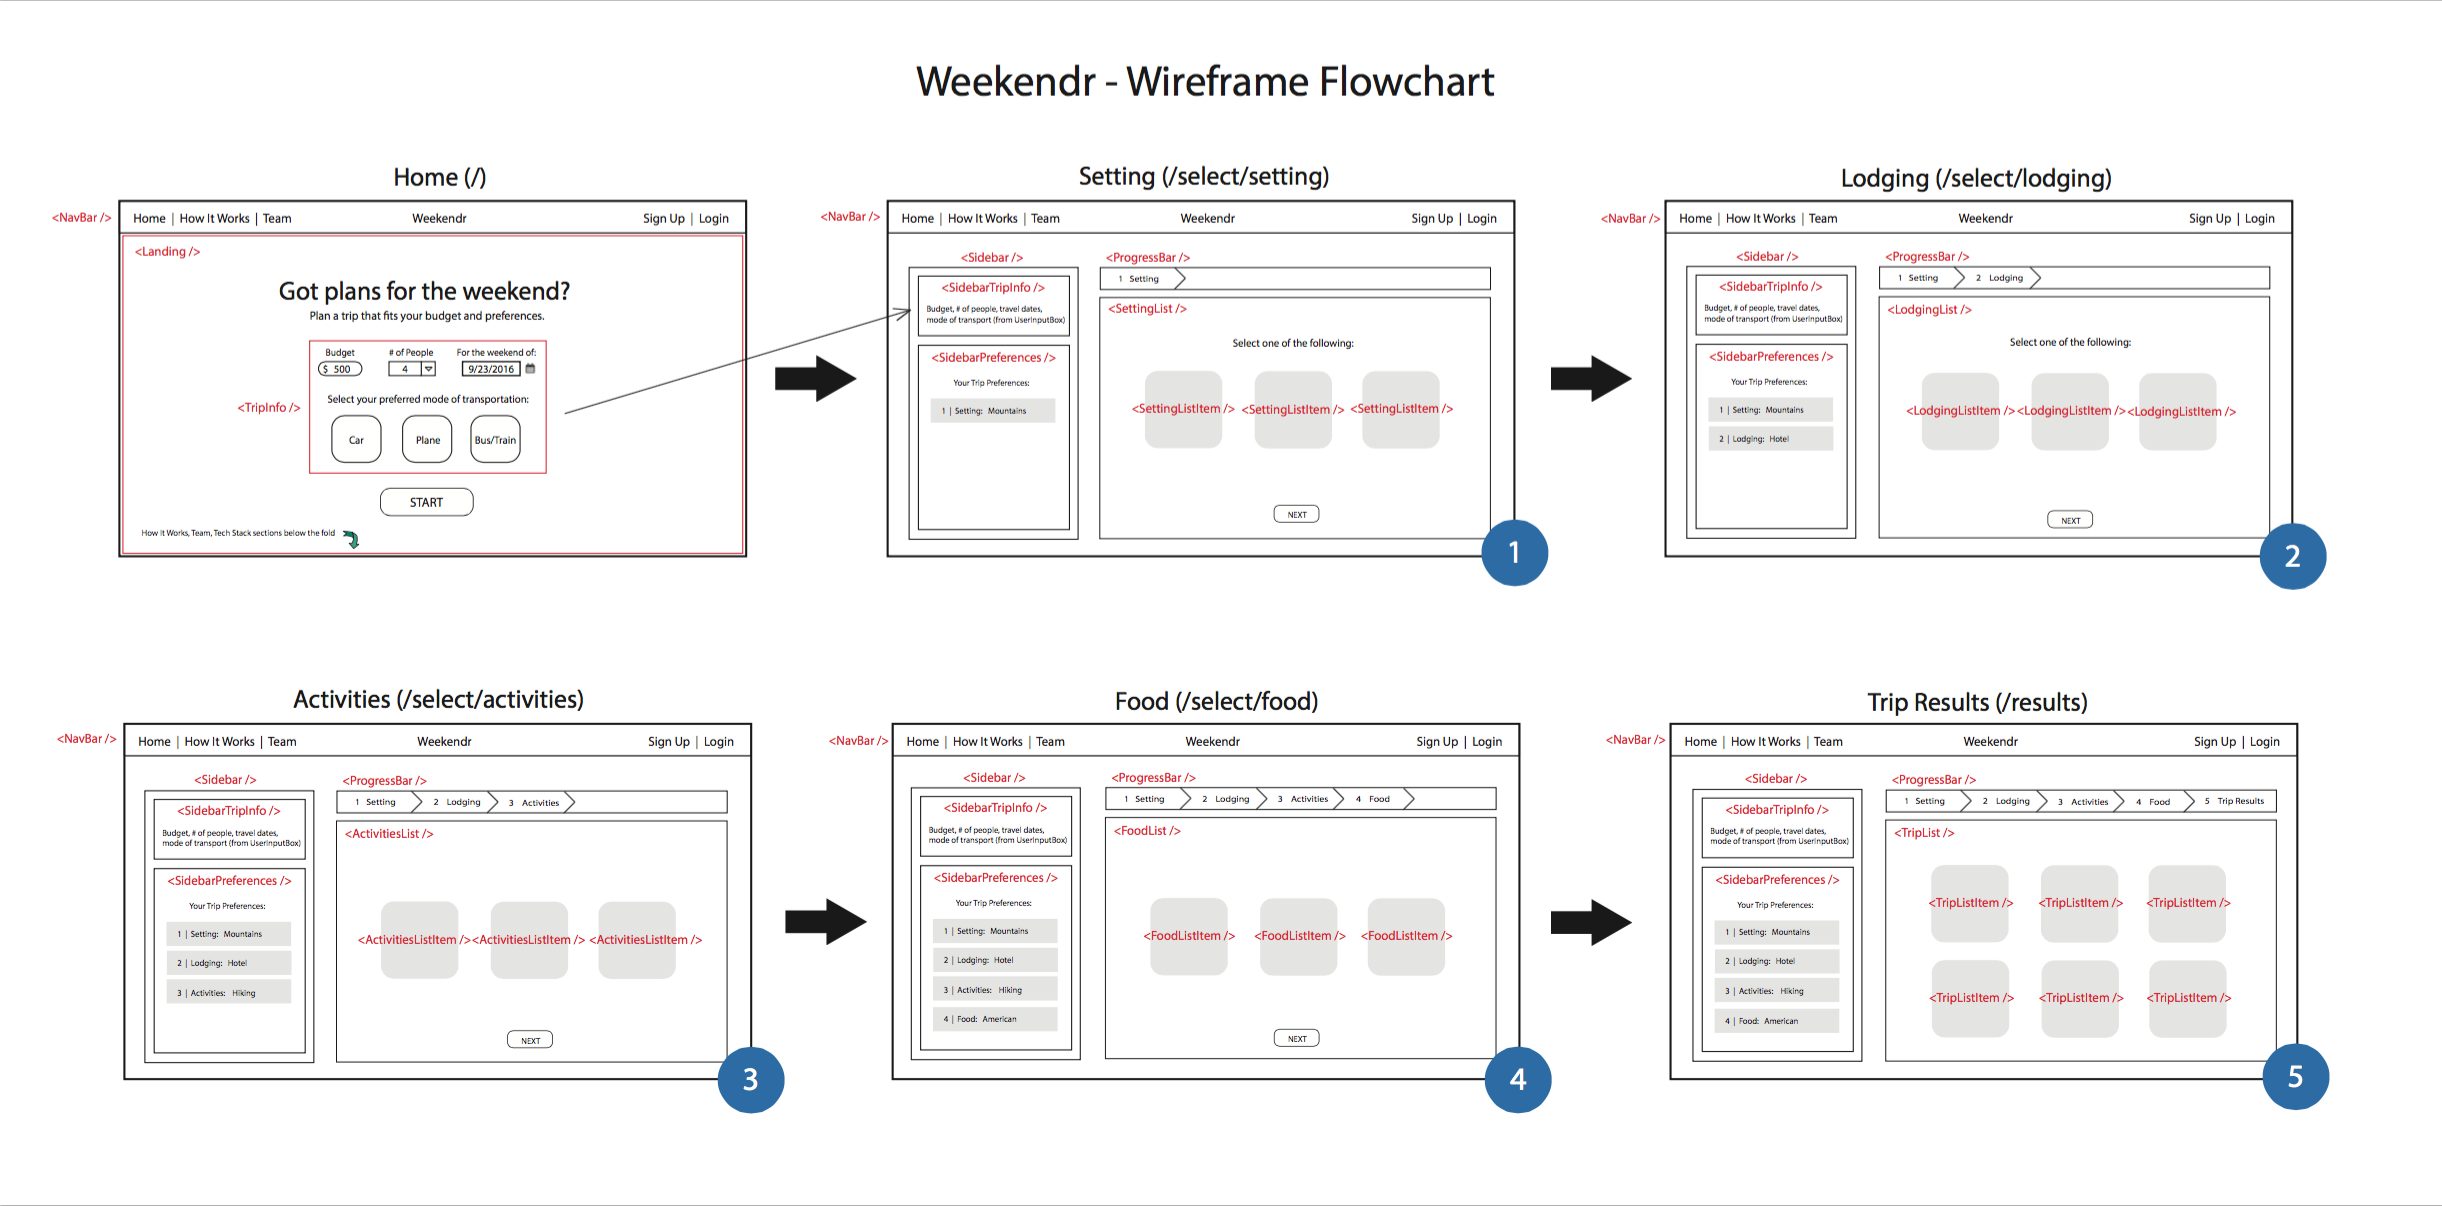 Weekendr - Wireframe Flowchart
Home (/)
<NavBar />
Home | How It Works | Team
Weekendr
Sign Up | Login
<Landing />
Got plans for the weekend?
Plan a trip that fits your budget and preferences.
<TripInfo />
Budget
# of People
For the weekend of:
$ 500
4
9/23/2016
Select your preferred mode of transportation:
Car
Plane
Bus/Train
START
How It Works, Team, Tech Stack sections below the fold
Setting (/select/setting)
<NavBar />
Home | How It Works | Team
Weekendr
Sign Up | Login
<Sidebar />
<SidebarTripInfo />
Budget, # of people, travel dates,
mode of transport (from UserInputBox)
<SidebarPreferences />
Your Trip Preferences:
1 | Setting: Mountains
<ProgressBar />
1 Setting
<SettingList />
Select one of the following:
<SettingListItem />
<SettingListItem />
<SettingListItem />
NEXT
1
Lodging (/select/lodging)
<NavBar />
Home | How It Works | Team
Weekendr
Sign Up | Login
<Sidebar />
<SidebarTripInfo />
Budget, # of people, travel dates,
mode of transport (from UserInputBox)
<SidebarPreferences />
Your Trip Preferences:
1 | Setting: Mountains
2 | Lodging: Hotel
<ProgressBar />
1 Setting
2 Lodging
<LodgingList />
Select one of the following:
<LodgingListItem />
<LodgingListItem />
<LodgingListItem />
NEXT
2
Activities (/select/activities)
<NavBar />
Home | How It Works | Team
Weekendr
Sign Up | Login
<Sidebar />
<SidebarTripInfo />
Budget, # of people, travel dates,
mode of transport (from UserInputBox)
<SidebarPreferences />
Your Trip Preferences:
1 | Setting: Mountains
2 | Lodging: Hotel
3 | Activities: Hiking
<ProgressBar />
1 Setting
2 Lodging
3 Activities
<ActivitiesList />
<ActivitiesListItem />
<ActivitiesListItem />
<ActivitiesListItem />
NEXT
3
Food (/select/food)
<NavBar />
Home | How It Works | Team
Weekendr
Sign Up | Login
<Sidebar />
<SidebarTripInfo />
Budget, # of people, travel dates,
mode of transport (from UserInputBox)
<SidebarPreferences />
Your Trip Preferences:
1 | Setting: Mountains
2 | Lodging: Hotel
3 | Activities: Hiking
4 | Food: American
<ProgressBar />
1 Setting
2 Lodging
3 Activities
4 Food
<FoodList />
<FoodListItem />
<FoodListItem />
<FoodListItem />
NEXT
4
Trip Results (/results)
<NavBar />
Home | How It Works | Team
Weekendr
Sign Up | Login
<Sidebar />
<SidebarTripInfo />
Budget, # of people, travel dates,
mode of transport (from UserInputBox)
<SidebarPreferences />
Your Trip Preferences:
1 | Setting: Mountains
2 | Lodging: Hotel
3 | Activities: Hiking
4 | Food: American
<ProgressBar />
1 Setting
2 Lodging
3 Activities
4 Food
5 Trip Results
<TripList />
<TripListItem />
<TripListItem />
<TripListItem />
<TripListItem />
<TripListItem />
<TripListItem />
5